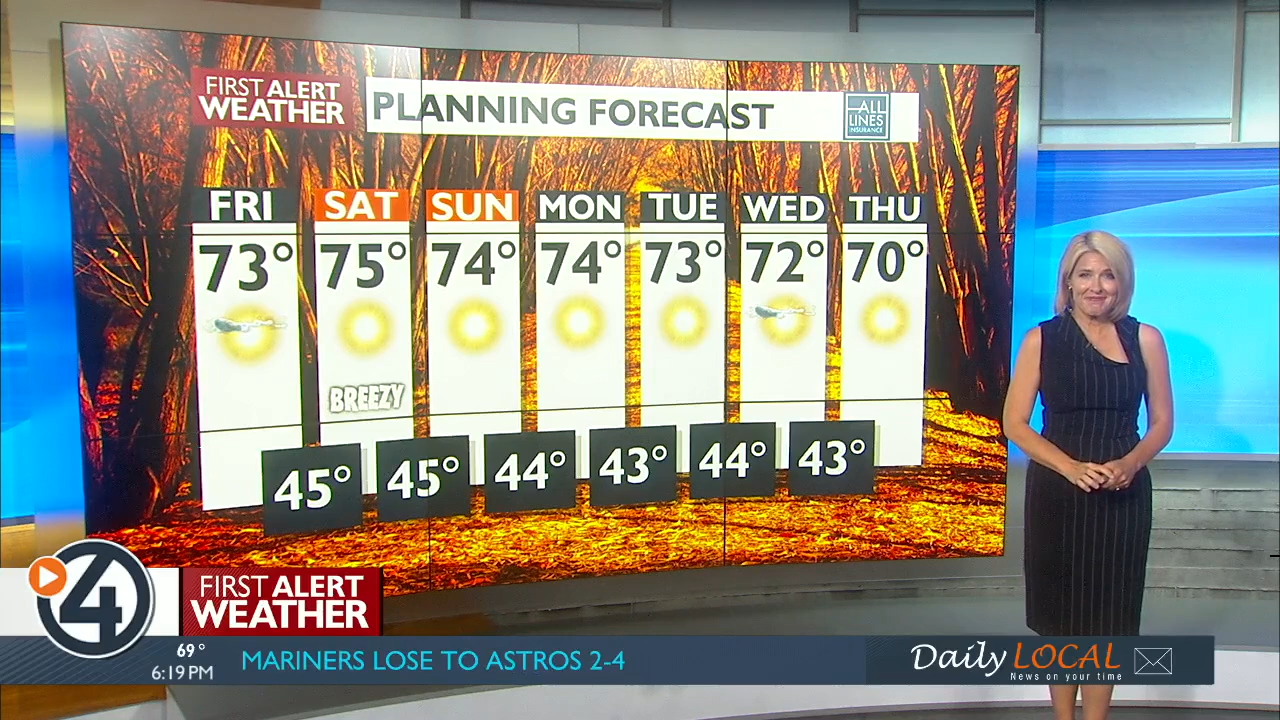 FIRST ALERT
WEATHER
PLANNING FORECAST
ALL
LINES
INSURANCE
FRI SAT SUN MON TUE WED THU
73° 75° 74° 74° 73° 72° 70°
BREEZY
45° 45° 44° 43° 44° 43°
4
FIRST ALERT
WEATHER
69°
6:19 PM
MARINERS LOSE TO ASTROS 2-4
Daily LOCAL
News on your time